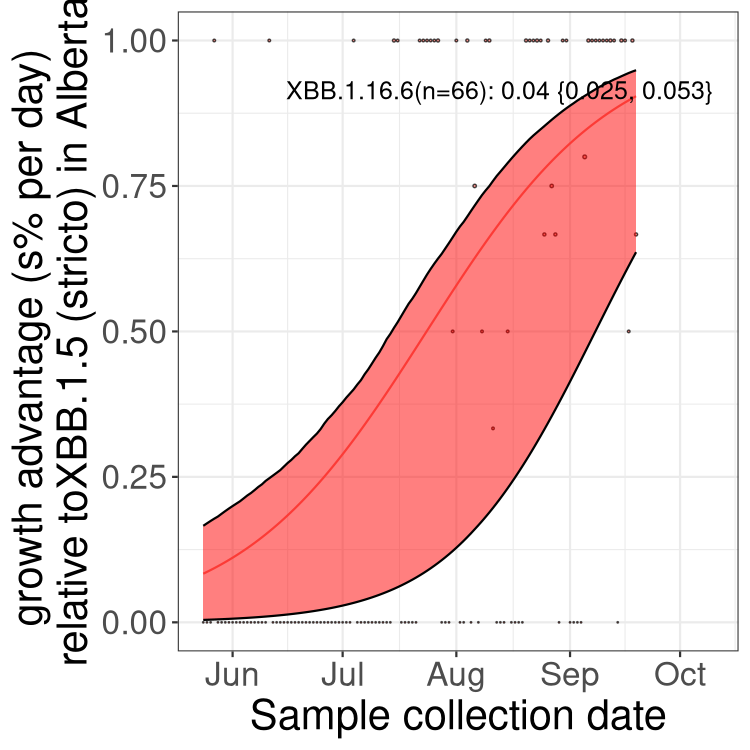 growth advantage (s% per day)
relative toXBB.1.5 (stricto) in Alberta
1.00
0.75
0.50
0.25
0.00
XBB.1.16.6(n=66): 0.04 {0.025, 0.053}
Jun Jul Aug Sep Oct
Sample collection date